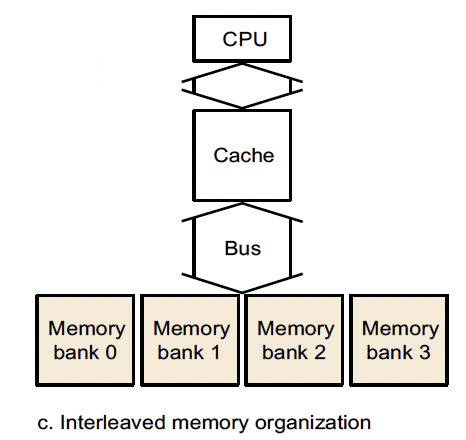 CPU
Cache
Bus
Memory
bank 0
Memory
bank 1
Memory
bank 2
Memory
bank 3
c. Interleaved memory organization